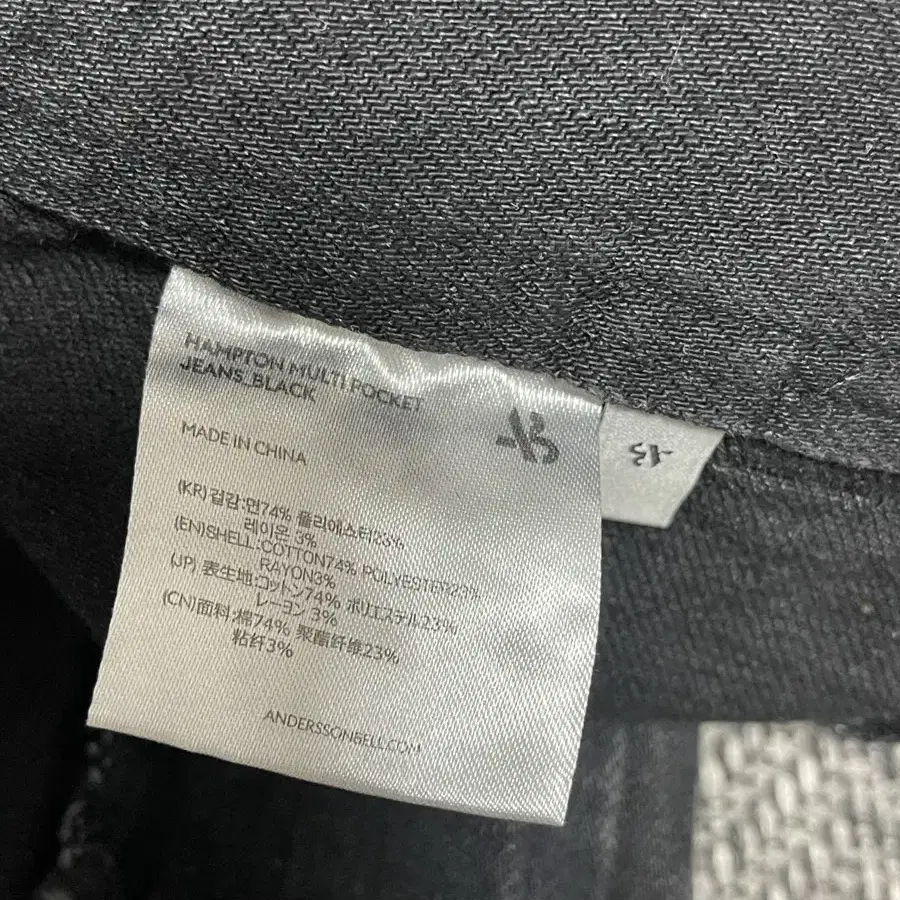 HAMPTON MULTI POCKET
JEANS_BLACK
MADE IN CHINA
(KR)겉감:면74% 폴리에스터23%
레이온 3%
(EN)SHELL:COTTON74% POLYESTER23%
RAYON3%
(JP) 表生地:コットン74% ポリエステル23%
レーヨン 3%
(CN)面料:棉74% 聚酯纤维23%
粘纤3%
ANDERSSONBELL.COM